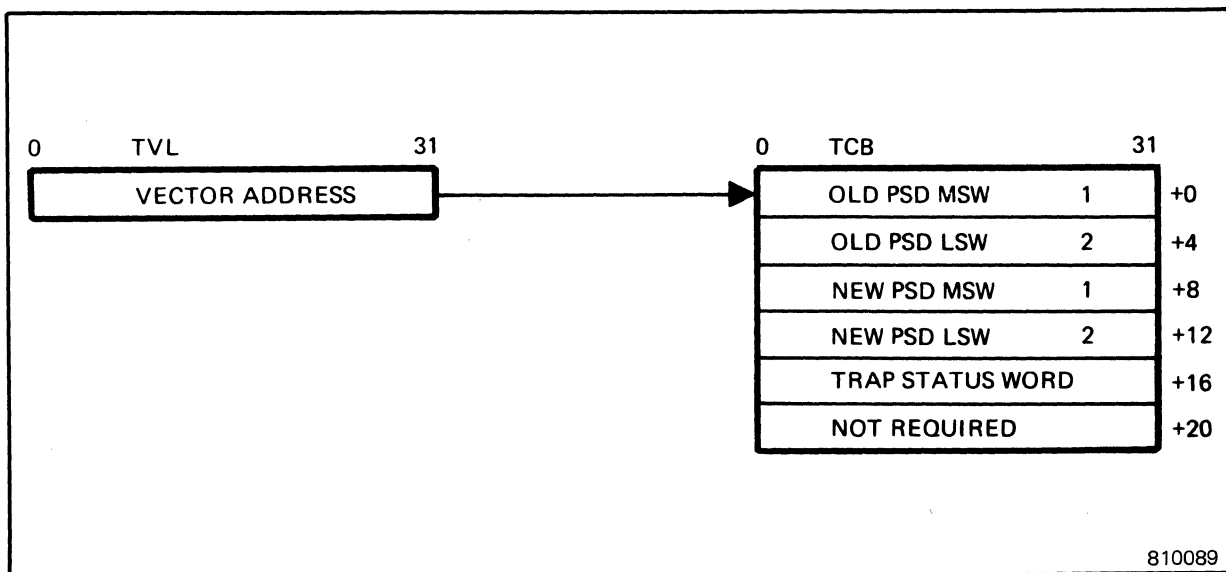 0 TVL 31
VECTOR ADDRESS
0 TCB 31
OLD PSD MSW 1 +0
OLD PSD LSW 2 +4
NEW PSD MSW 1 +8
NEW PSD LSW 2 +12
TRAP STATUS WORD +16
NOT REQUIRED +20
810089